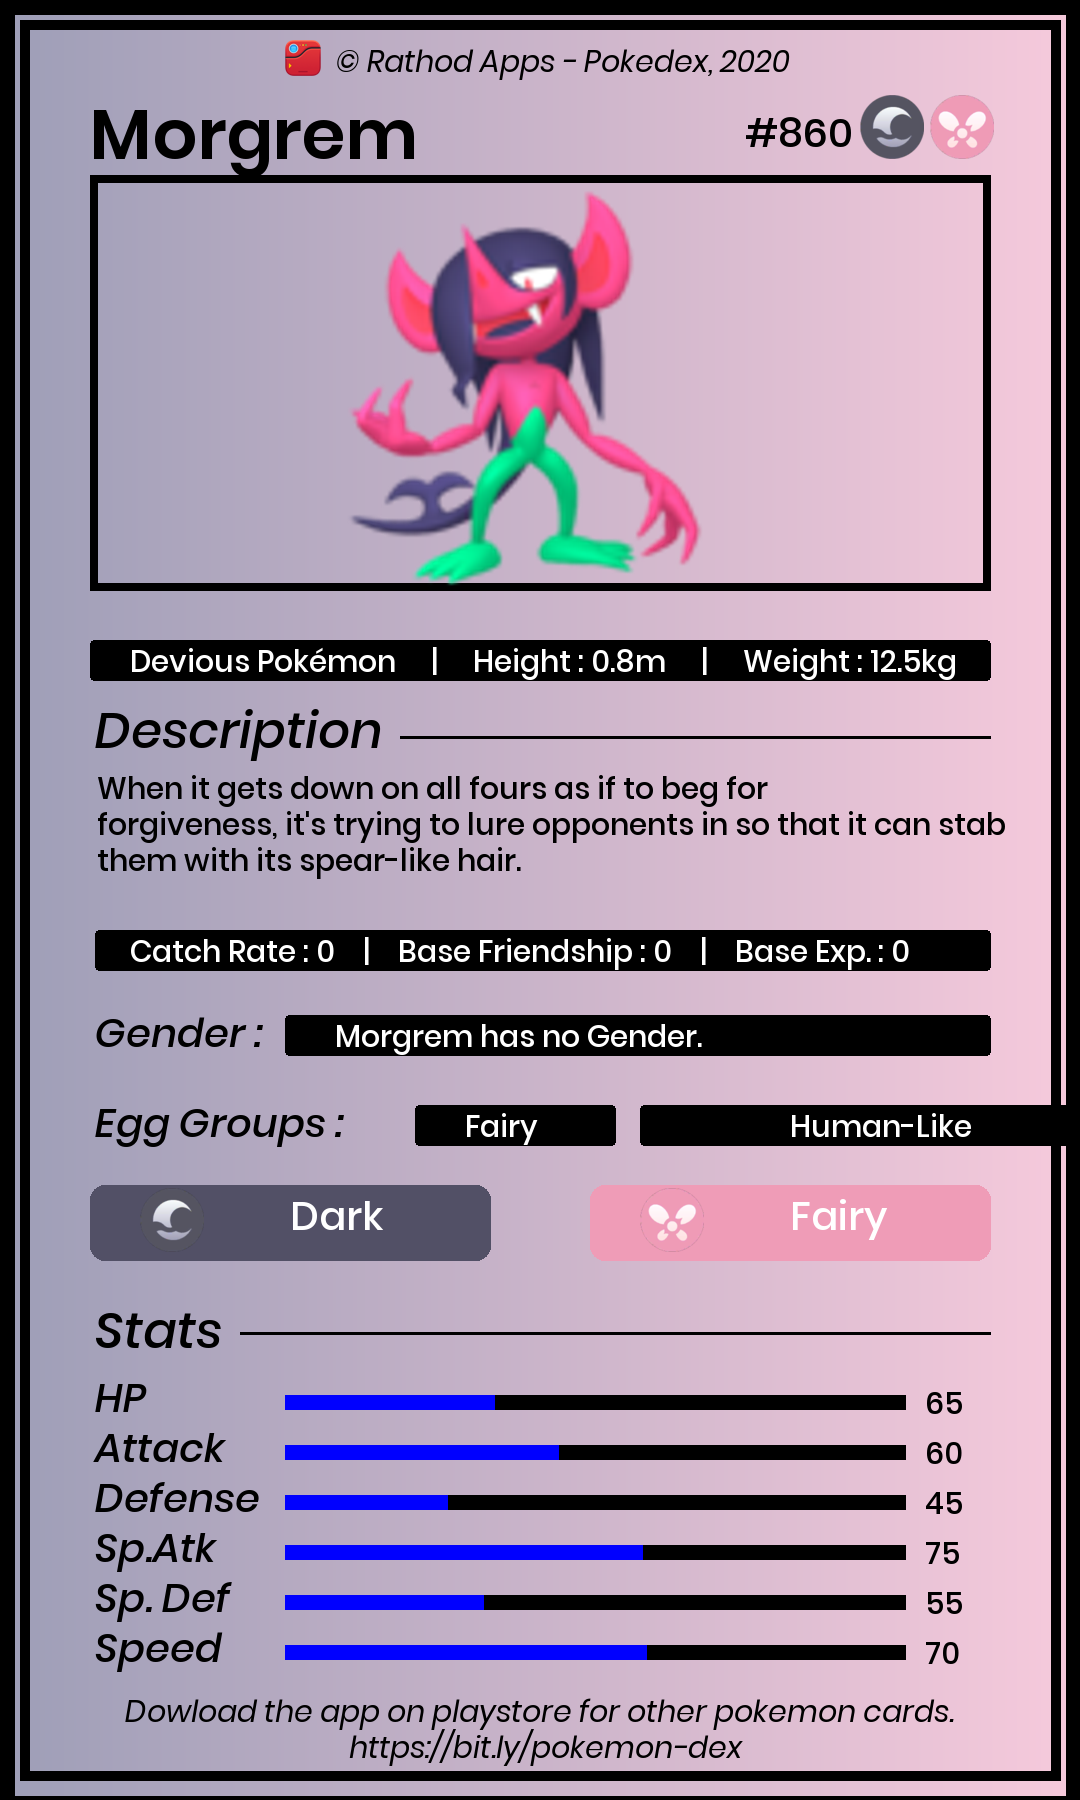 © Rathod Apps - Pokedex, 2020
Morgrem #860
Devious Pokémon | Height : 0.8m | Weight : 12.5kg
Description
When it gets down on all fours as if to beg for
forgiveness, it's trying to lure opponents in so that it can stab
them with its spear-like hair.
Catch Rate : 0 | Base Friendship : 0 | Base Exp. : 0
Gender : Morgrem has no Gender.
Egg Groups : Fairy Human-Like
Dark Fairy
Stats
HP 65
Attack 60
Defense 45
Sp.Atk 75
Sp. Def 55
Speed 70
Dowload the app on playstore for other pokemon cards.
https://bit.ly/pokemon-dex